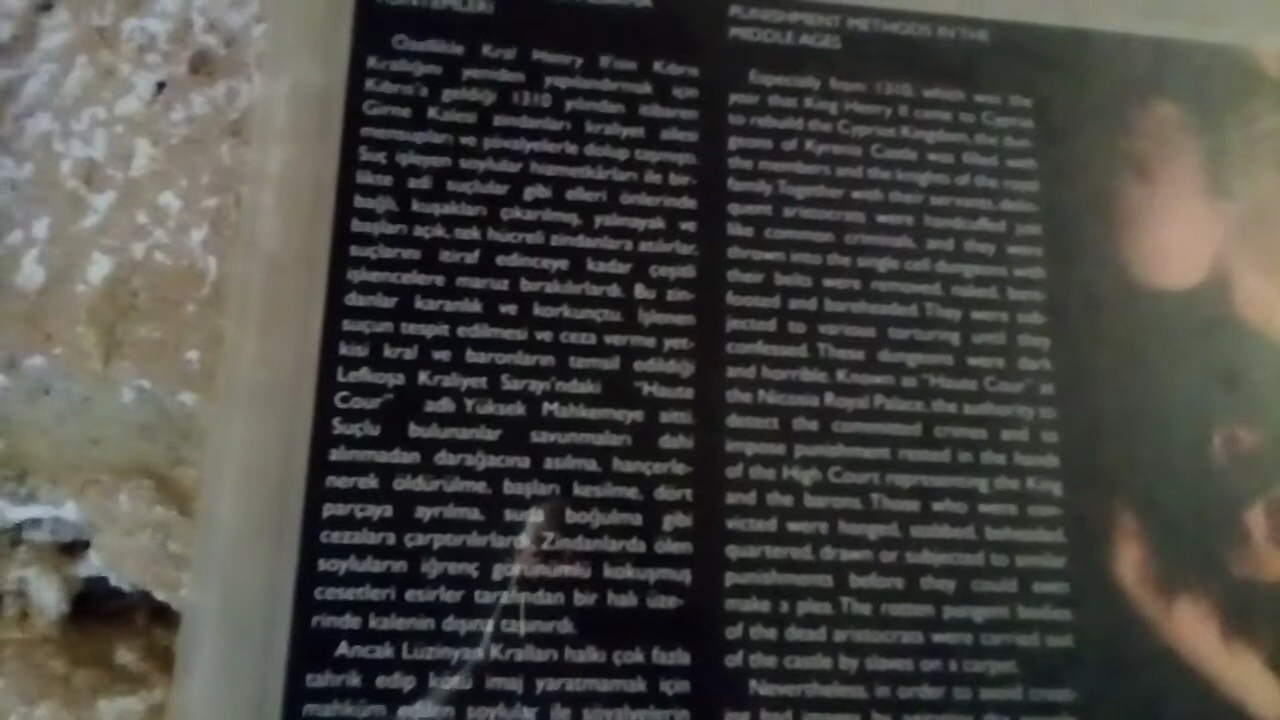 YÖNTEMLERİ
Özellikle Kral Henry II'nin Kıbrıs
Krallığını yeniden yapılandırmak için
Kıbrıs'a geldiği 1310 yılından itibaren
Girne Kalesi zindanları kraliyet ailesi
mensupları ve şövalyelerle dolup taşmıştı.
Suç işleyen soylular hizmetkârları ile bir-
likte adi suçlular gibi elleri önlerinde
bağlı, kuşakları çıkarılmış, yalınayak ve
başları açık, tek hücreli zindanlara atılırlar,
suçlarını itiraf edinceye kadar çeşitli
işkencelere maruz bırakılırlardı. Bu zin-
danlar karanlık ve korkunçtu. İşlenen
suçun tespit edilmesi ve ceza verme yet-
kisi kral ve baronların temsil edildiği
Lefkoşa Kraliyet Sarayı'ndaki "Haute
Cour" adlı Yüksek Mahkemeye aitti.
Suçlu bulunanlar savunmaları dahi
alınmadan darağacına asılma, hançerle-
nerek öldürülme, başları kesilme, dört
parçaya ayrılma, suda boğulma gibi
cezalara çarptırılırlardı. Zindanlarda ölen
soyluların iğrenç görünümlü kokuşmuş
cesetleri esirler tarafından bir halı üze-
rinde kalenin dışına taşınırdı.
Ancak Luzinyan Kralları halkı çok fazla
tahrik edip kötü imaj yaratmamak için
mahkûm edilen soylular ile
PUNISHMENT METHODS IN THE
MIDDLE AGES
Especially from 1310, which was the
year that King Henry II came to Cyprus
to rebuild the Cypriot Kingdom, the dun-
geons of Kyrenia Castle was filled with
the members and the knights of the royal
family. Together with their servants, delin-
quent aristocrats were handcuffed just
like common criminals, and they were
thrown into the single cell dungeons with
their belts were removed, naked, bare-
footed and bareheaded. They were sub-
jected to various torturing until they
confessed. These dungeons were dark
and horrible. Known as "Haute Cour" at
the Nicosia Royal Palace, the authority to
detect the committed crimes and to
impose punishment rested in the hands
of the High Court representing the King
and the barons. Those who were con-
victed were hanged, stabbed, beheaded,
quartered, drawn or subjected to similar
punishments before they could even
make a plea. The rotten pungent bodies
of the dead aristocrats were carried out
of the castle by slaves on a carpet.
Nevertheless, in order to avoid